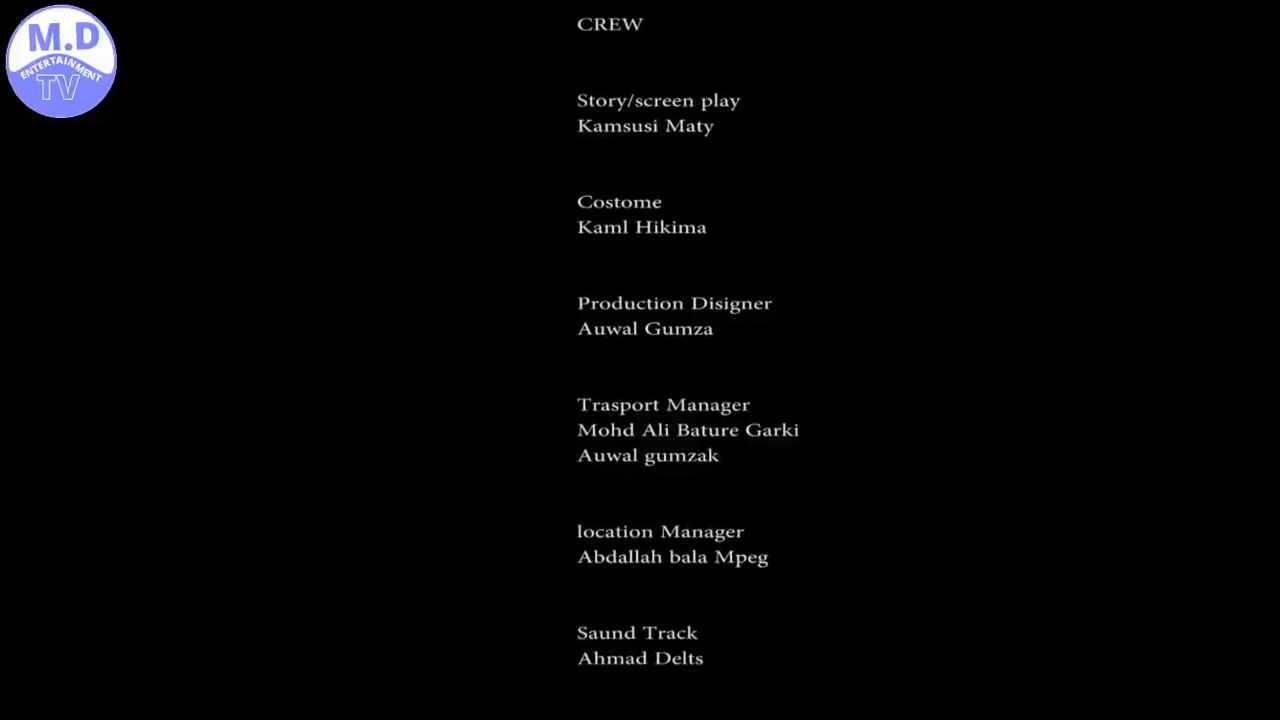 M.D
ENTERTAINMENT
TV
CREW
Story/screen play
Kamsusi Maty
Costome
Kaml Hikima
Production Disigner
Auwal Gumza
Trasport Manager
Mohd Ali Bature Garki
Auwal gumzak
location Manager
Abdallah bala Mpeg
Saund Track
Ahmad Delts